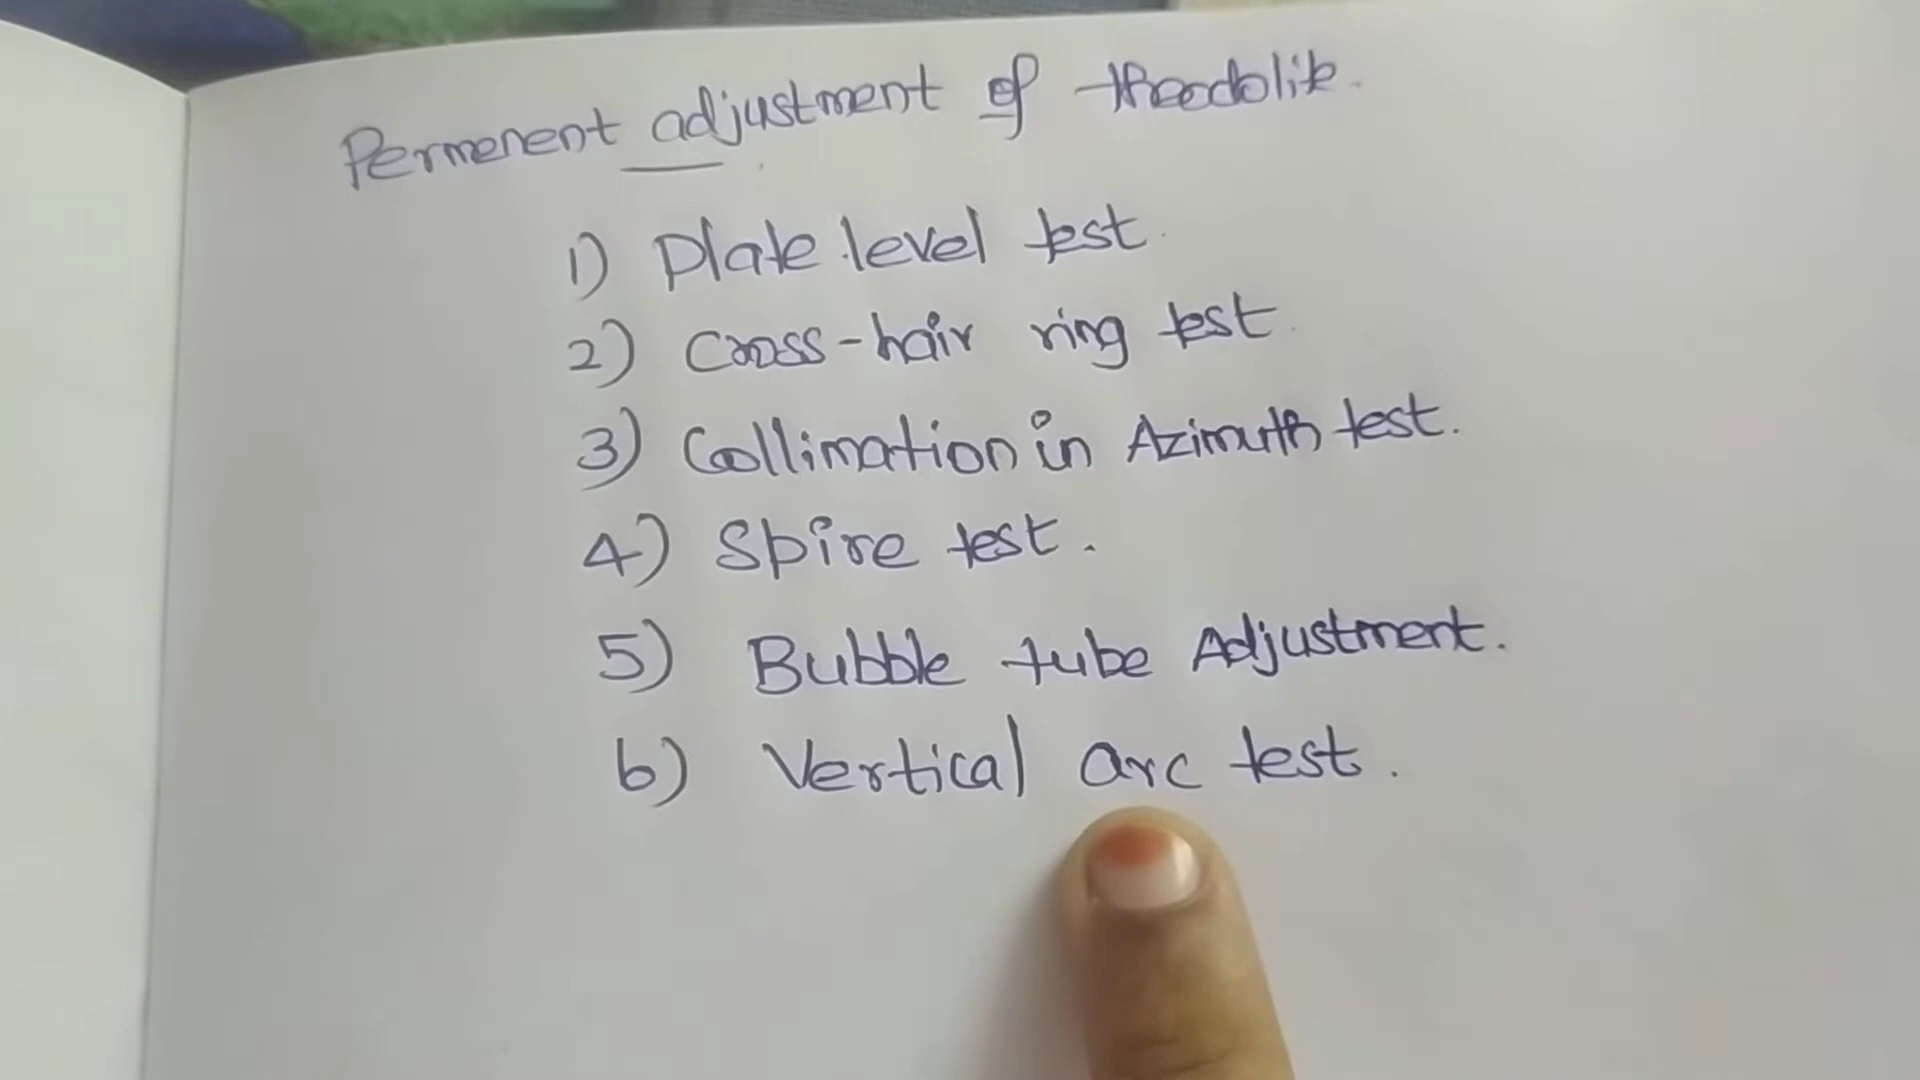 Permenent adjustment of theodolite.
1) Plate level test.
2) Cross-hair ring test.
3) Collimation in Azimuth test.
4) Spire test.
5) Bubble tube Adjustment.
6) Vertical arc test.